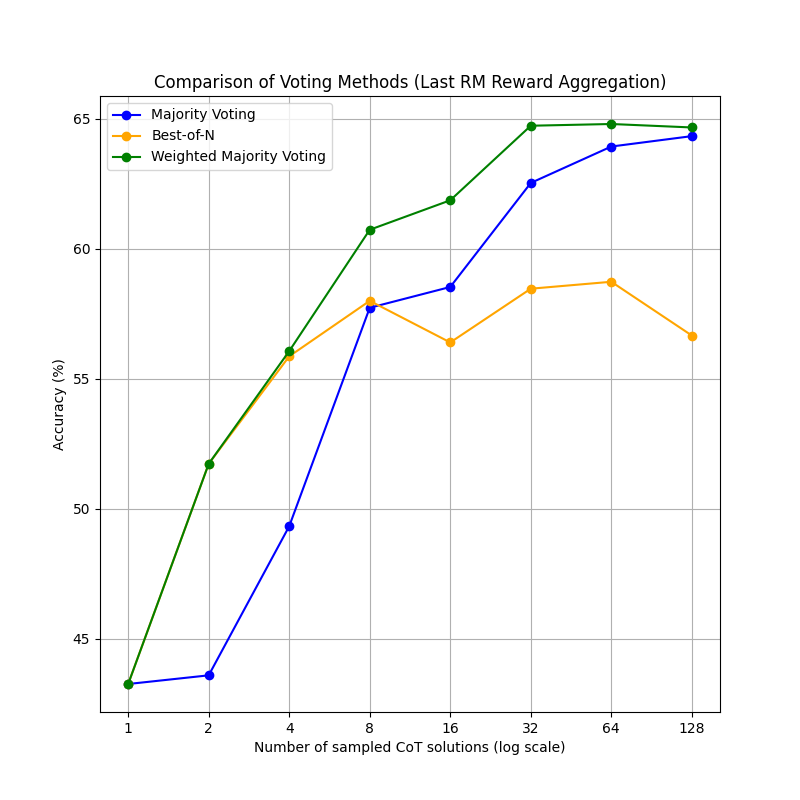 Comparison of Voting Methods (Last RM Reward Aggregation)
Majority Voting
Best-of-N
Weighted Majority Voting
Accuracy (%)
65
60
55
50
45
1 2 4 8 16 32 64 128
Number of sampled CoT solutions (log scale)